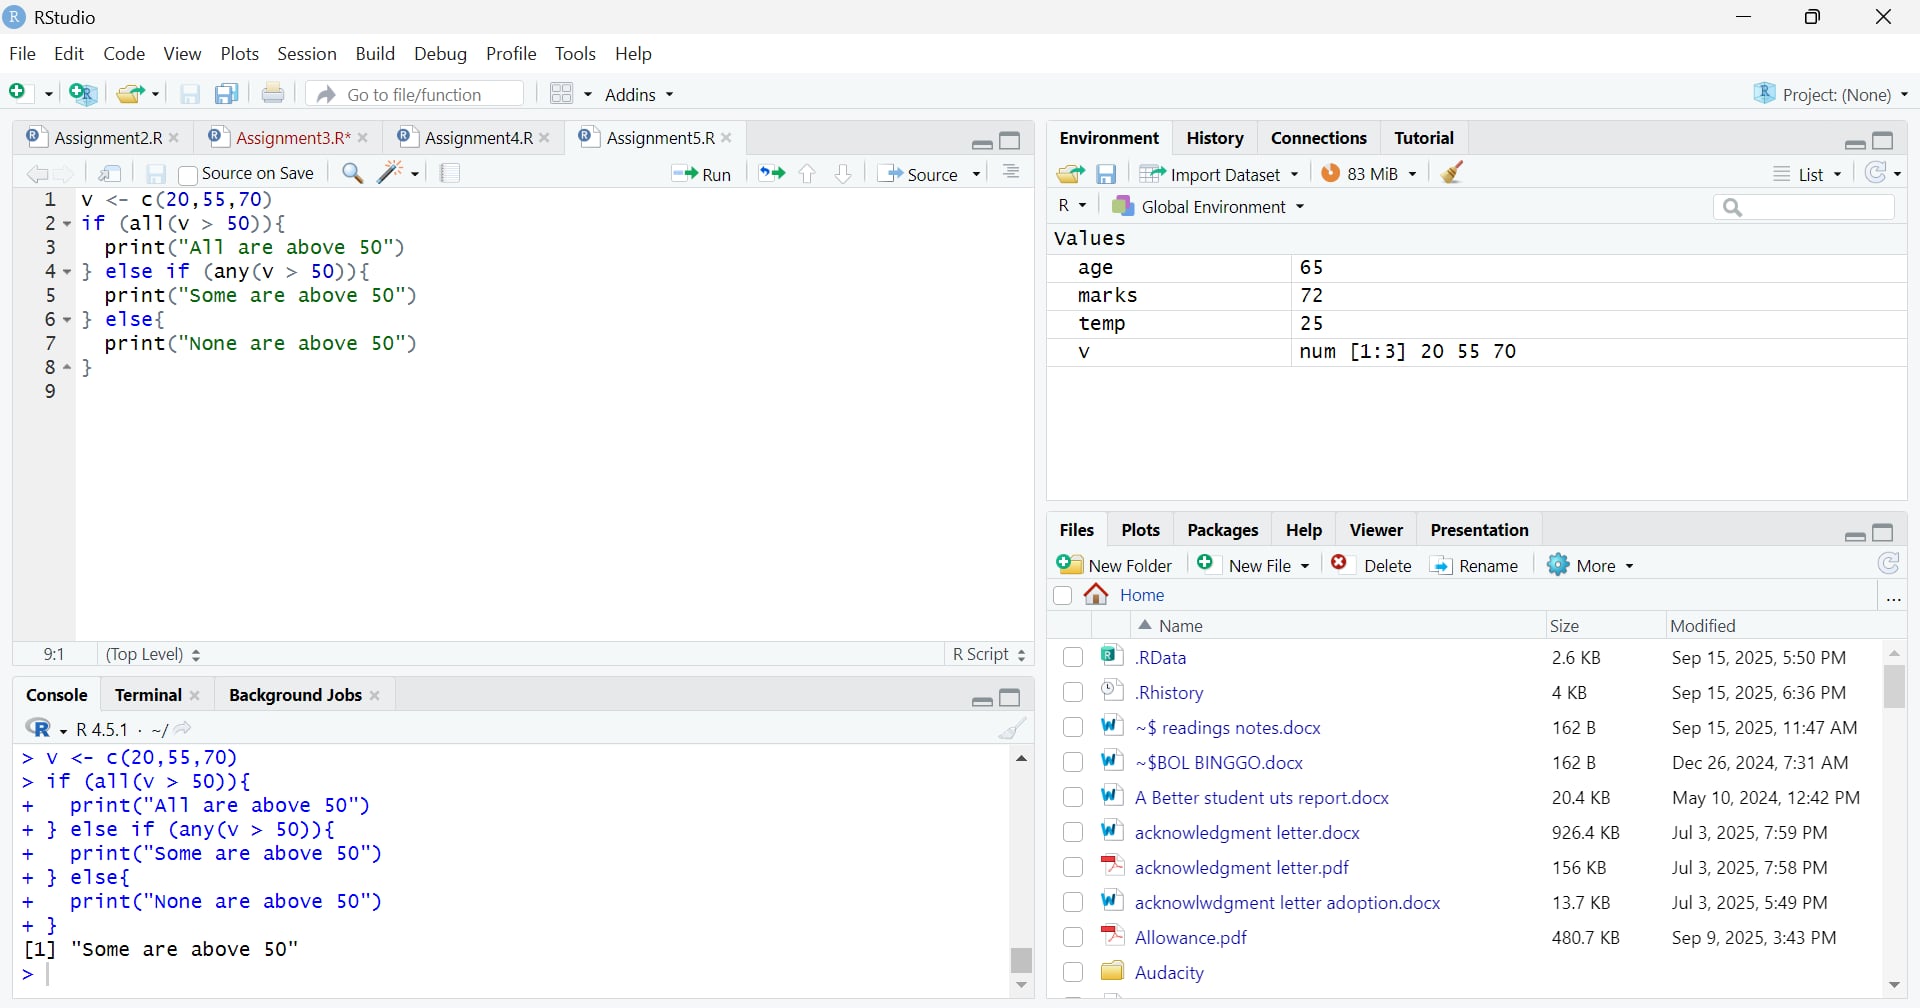 RStudio
File Edit Code View Plots Session Build Debug Profile Tools Help
Go to file/function Addins Project: (None)
Assignment2.R Assignment3.R* Assignment4.R Assignment5.R
Source on Save Run Source
1 v <- c(20,55,70)
2 if (all(v > 50)){
3 print("All are above 50")
4 } else if (any(v > 50)){
5 print("Some are above 50")
6 } else{
7 print("None are above 50")
8 }
9
9:1 (Top Level) R Script
Console Terminal Background Jobs
R 4.5.1 · ~/
> v <- c(20,55,70)
> if (all(v > 50)){
+ print("All are above 50")
+ } else if (any(v > 50)){
+ print("Some are above 50")
+ } else{
+ print("None are above 50")
+ }
[1] "Some are above 50"
>
Environment History Connections Tutorial
Import Dataset 83 MiB List
R Global Environment
Values
age 65
marks 72
temp 25
v num [1:3] 20 55 70
Files Plots Packages Help Viewer Presentation
New Folder New File Delete Rename More
Home ...
Name Size Modified
.RData 2.6 KB Sep 15, 2025, 5:50 PM
.Rhistory 4 KB Sep 15, 2025, 6:36 PM
~$ readings notes.docx 162 B Sep 15, 2025, 11:47 AM
~$BOL BINGGO.docx 162 B Dec 26, 2024, 7:31 AM
A Better student uts report.docx 20.4 KB May 10, 2024, 12:42 PM
acknowledgment letter.docx 926.4 KB Jul 3, 2025, 7:59 PM
acknowledgment letter.pdf 156 KB Jul 3, 2025, 7:58 PM
acknowlwdgment letter adoption.docx 13.7 KB Jul 3, 2025, 5:49 PM
Allowance.pdf 480.7 KB Sep 9, 2025, 3:43 PM
Audacity